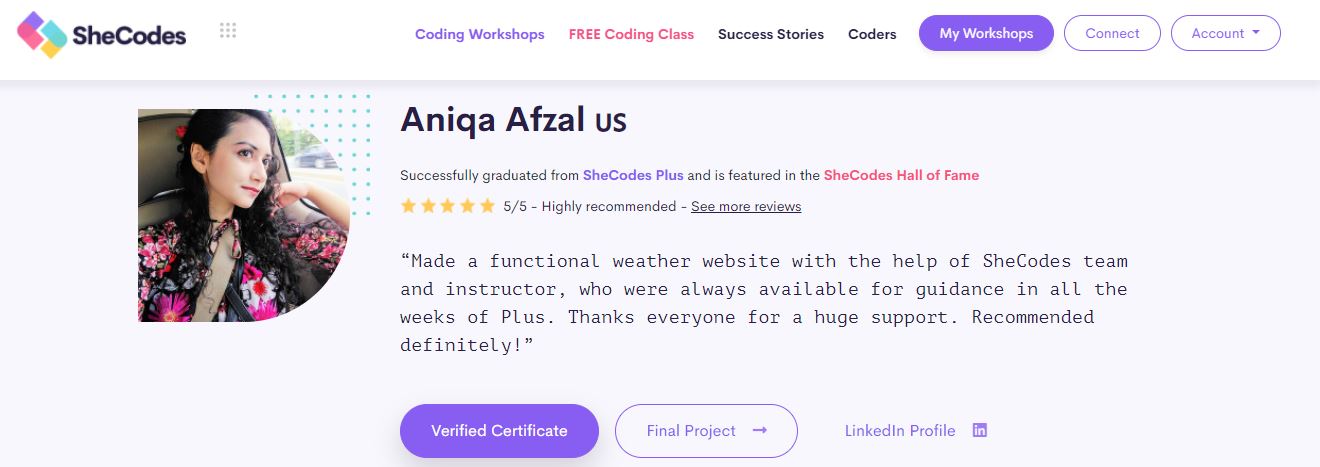 SheCodes
Coding Workshops FREE Coding Class Success Stories Coders My Workshops Connect Account
Aniqa Afzal US
Successfully graduated from SheCodes Plus and is featured in the SheCodes Hall of Fame
5/5 - Highly recommended - See more reviews
“Made a functional weather website with the help of SheCodes team
and instructor, who were always available for guidance in all the
weeks of Plus. Thanks everyone for a huge support. Recommended
definitely!”
Verified Certificate Final Project → LinkedIn Profile in